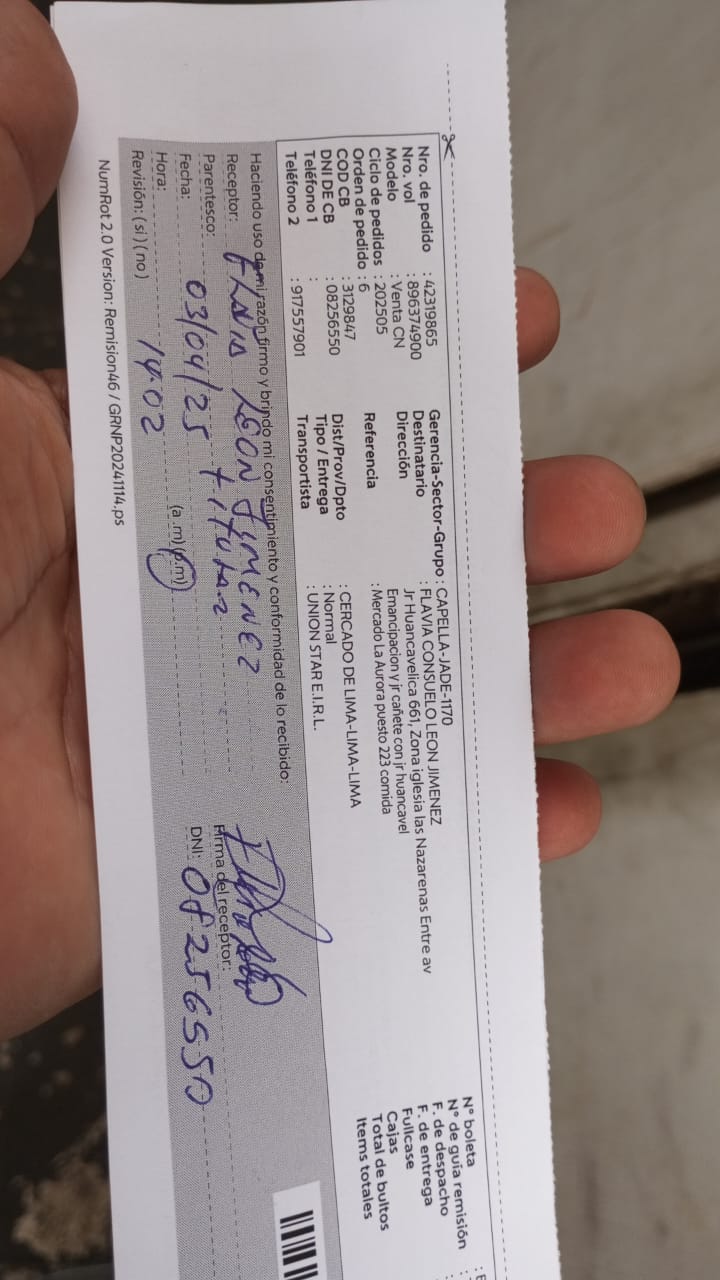 Nro. de pedido : 42319865
Nro. vol : 896374900
Modelo : Venta CN
Ciclo de pedidos : 202505
Orden de pedido : 6
COD CB : 3129847
DNI DE CB : 08256550
Teléfono 1 :
Teléfono 2 : 917557901
Gerencia-Sector-Grupo : CAPELLA-JADE-1170
Destinatario : FLAVIA CONSUELO LEON JIMENEZ
Dirección Jr Huancavelica 661, Zona iglesia las Nazarenas Entre av
Emancipacion y jr cañete con jr huancavel
Referencia : Mercado La Aurora puesto 223 comida
Dist/Prov/Dpto : CERCADO DE LIMA-LIMA-LIMA
Tipo / Entrega : Normal
Transportista : UNION STAR E.I.R.L.
N° boleta
N° de guía remisión :
F. de despacho :
F. de entrega
Fullcase
Cajas
Total de bultos
Items totales
Haciendo uso de mi razón firmo y brindo mi consentimiento y conformidad de lo recibido:
Receptor: FLAVIA LEON JIMENEZ
Parentesco: titular
Fecha: 03/04/25
Hora: 14:02 (a.m) (p.m)
Revisión: (si) (no)
Firma del receptor:
DNI: 08256550
NumRot 2.0 Version: Remision46 / GRNP20241114.ps